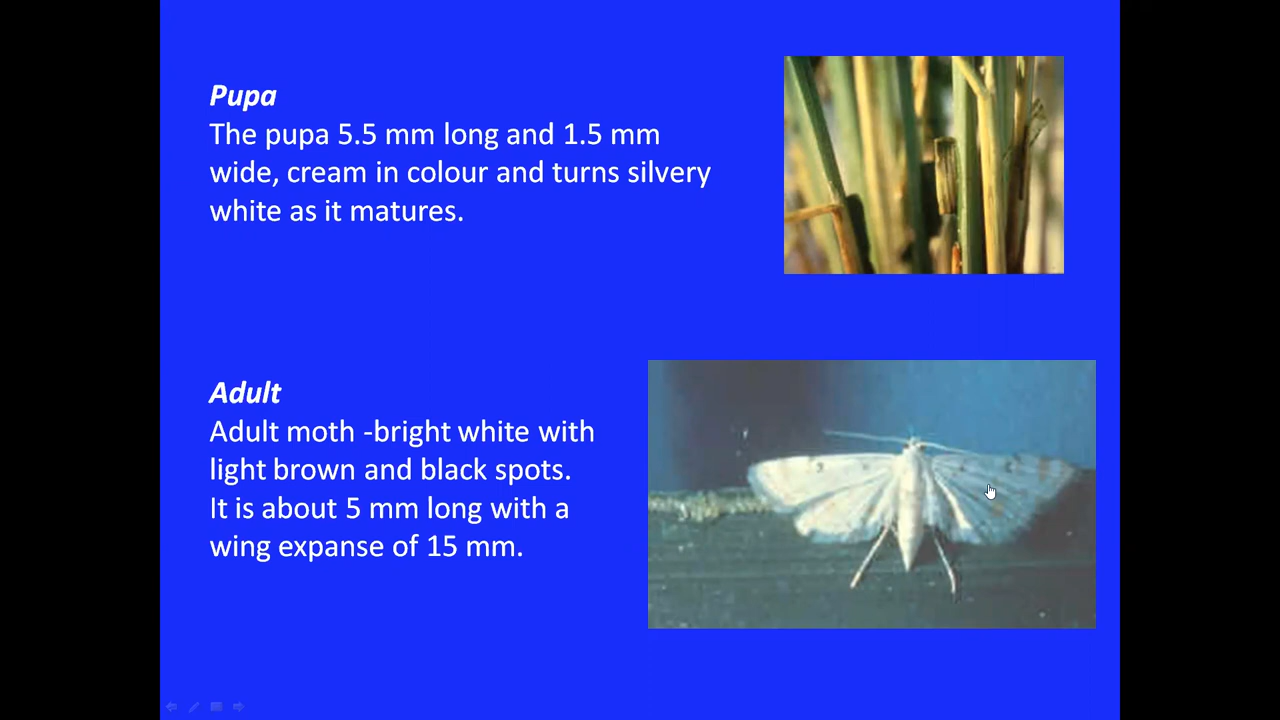 Pupa
The pupa 5.5 mm long and 1.5 mm
wide, cream in colour and turns silvery
white as it matures.
Adult
Adult moth -bright white with
light brown and black spots.
It is about 5 mm long with a
wing expanse of 15 mm.